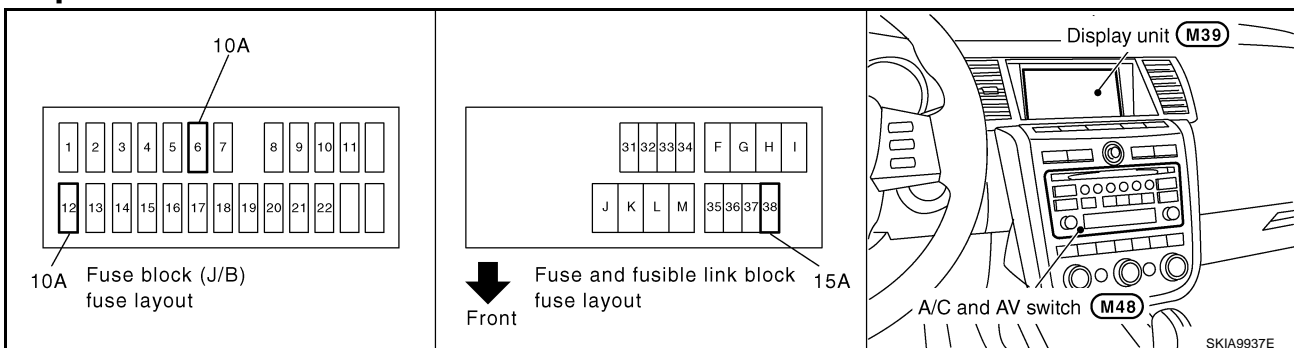 10A
1 2 3 4 5 6 7 8 9 10 11
12 13 14 15 16 17 18 19 20 21 22
10A
Fuse block (J/B)
fuse layout
31 32 33 34 F G H I
J K L M 35 36 37 38
Front
Fuse and fusible link block
fuse layout
15A
Display unit M39
A/C and AV switch M48
SKIA9937E